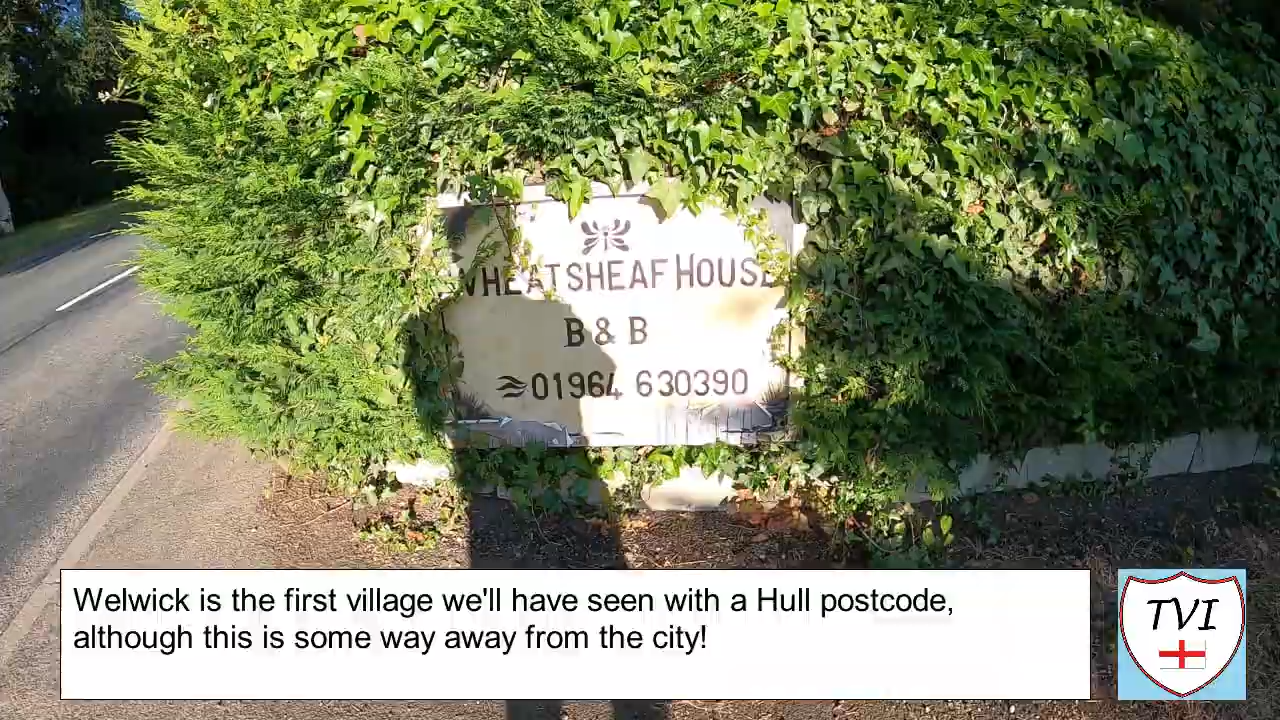 WHEATSHEAF HOUSE
B & B
01964 630390
Welwick is the first village we'll have seen with a Hull postcode,
although this is some way away from the city!
TVI